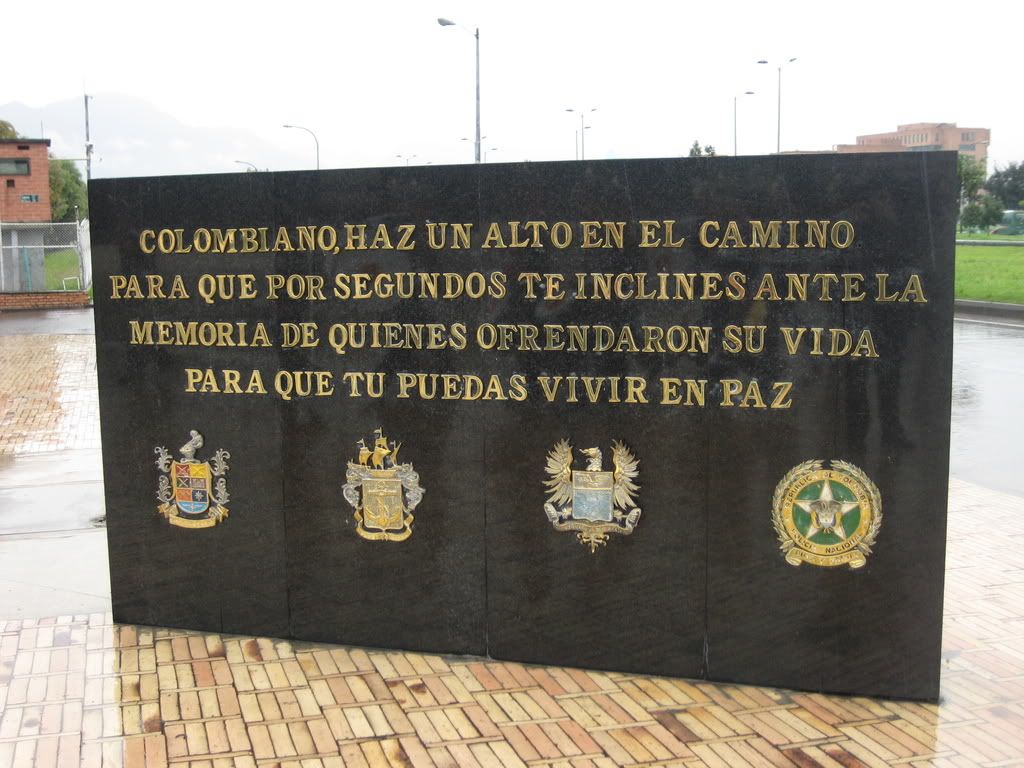 COLOMBIANO, HAZ UN ALTO EN EL CAMINO
PARA QUE POR SEGUNDOS TE INCLINES ANTE LA
MEMORIA DE QUIENES OFRENDARON SU VIDA
PARA QUE TU PUEDAS VIVIR EN PAZ